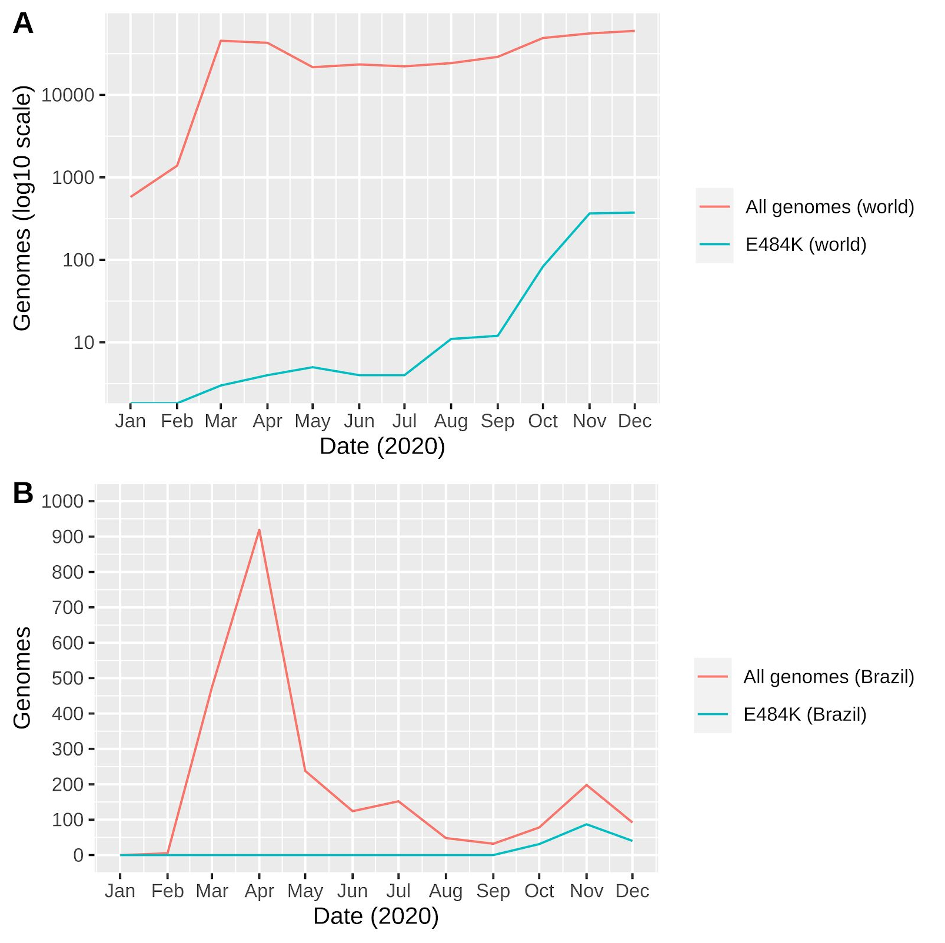 A
Genomes (log10 scale)
10000
1000
100
10
Jan Feb Mar Apr May Jun Jul Aug Sep Oct Nov Dec
Date (2020)
All genomes (world)
E484K (world)
B
Genomes
1000
900
800
700
600
500
400
300
200
100
0
Jan Feb Mar Apr May Jun Jul Aug Sep Oct Nov Dec
Date (2020)
All genomes (Brazil)
E484K (Brazil)